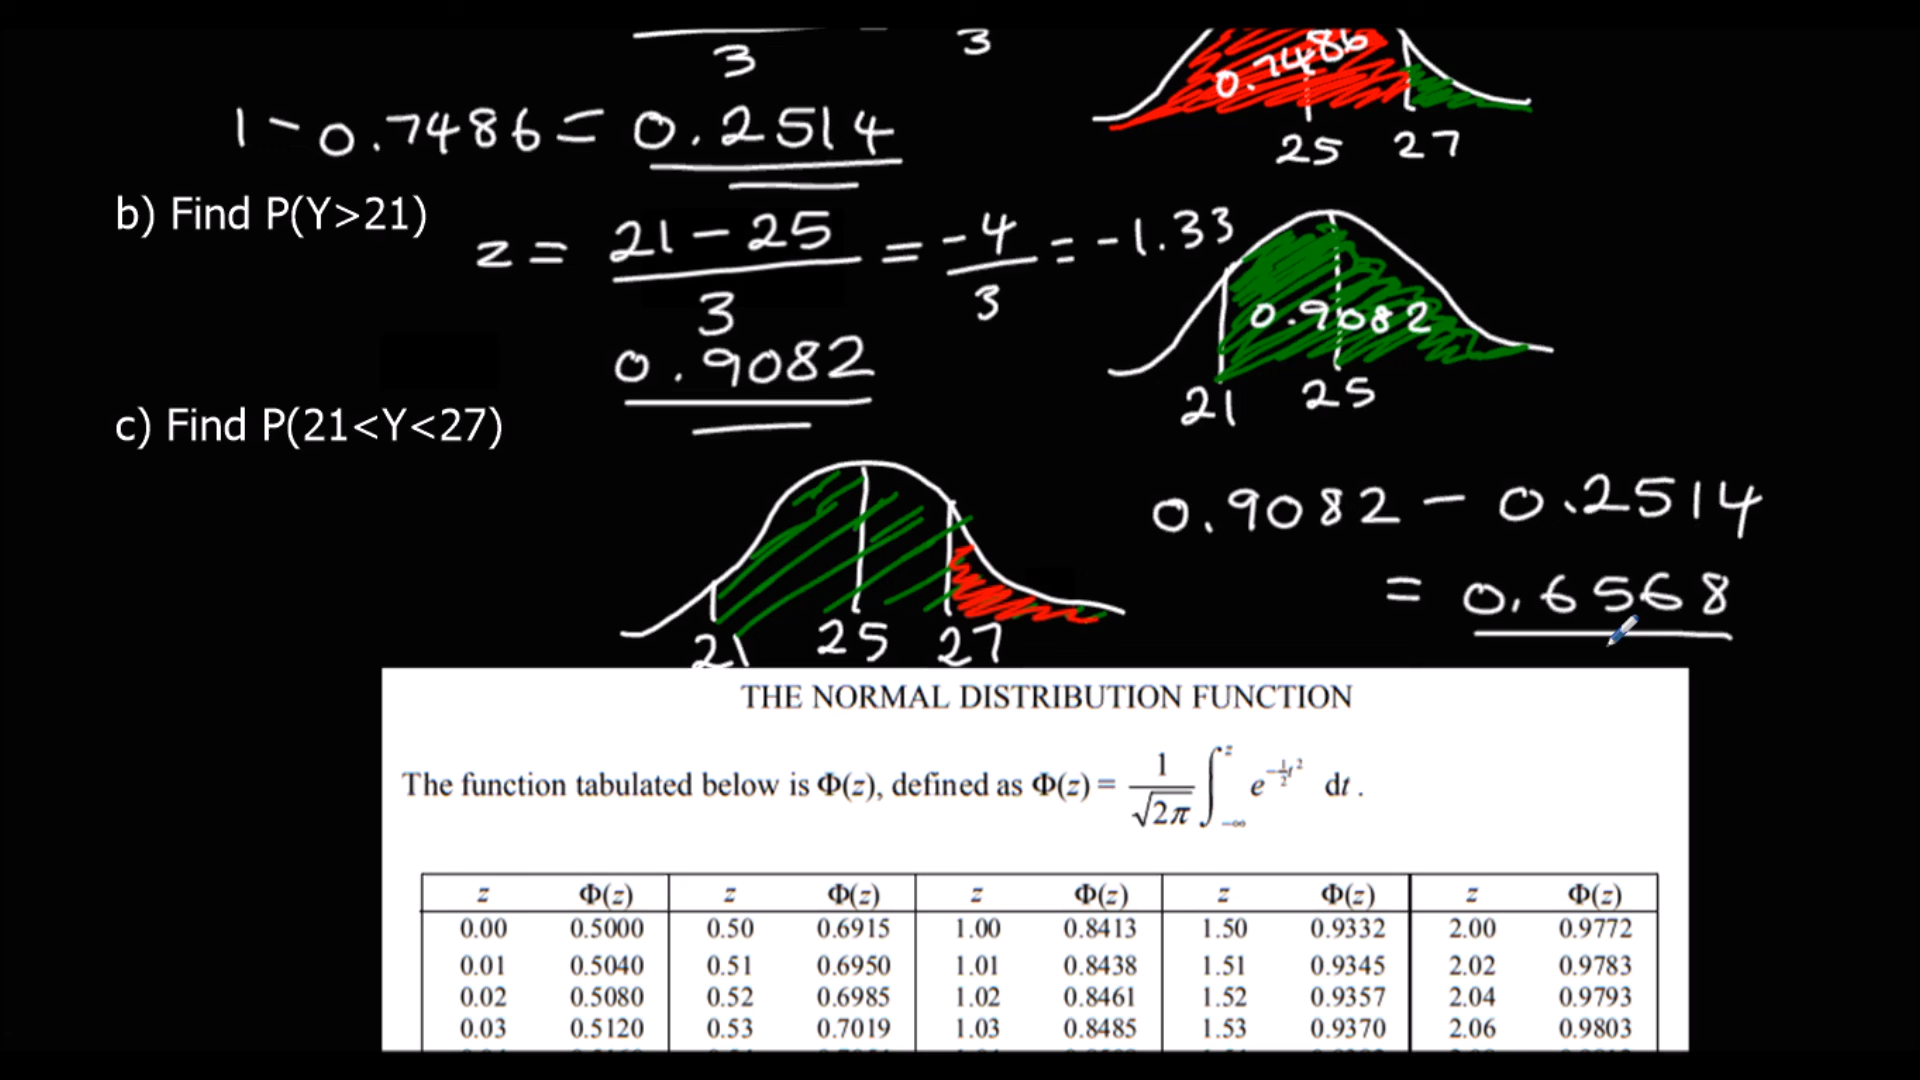 3 = 3
0.7486
1 - 0.7486 = 0.2514
25 27
b) Find P(Y>21)
z = 21 - 25 / 3 = -4 / 3 = -1.33
0.9082
0.9082
21 25
c) Find P(21<Y<27)
0.9082 - 0.2514
= 0.6568
21 25 27
THE NORMAL DISTRIBUTION FUNCTION
The function tabulated below is Φ(z), defined as Φ(z) = 1/√2π ∫_{-∞}^{z} e^{-½t²} dt .
z Φ(z) z Φ(z) z Φ(z) z Φ(z) z Φ(z)
0.00 0.5000 0.50 0.6915 1.00 0.8413 1.50 0.9332 2.00 0.9772
0.01 0.5040 0.51 0.6950 1.01 0.8438 1.51 0.9345 2.02 0.9783
0.02 0.5080 0.52 0.6985 1.02 0.8461 1.52 0.9357 2.04 0.9793
0.03 0.5120 0.53 0.7019 1.03 0.8485 1.53 0.9370 2.06 0.9803